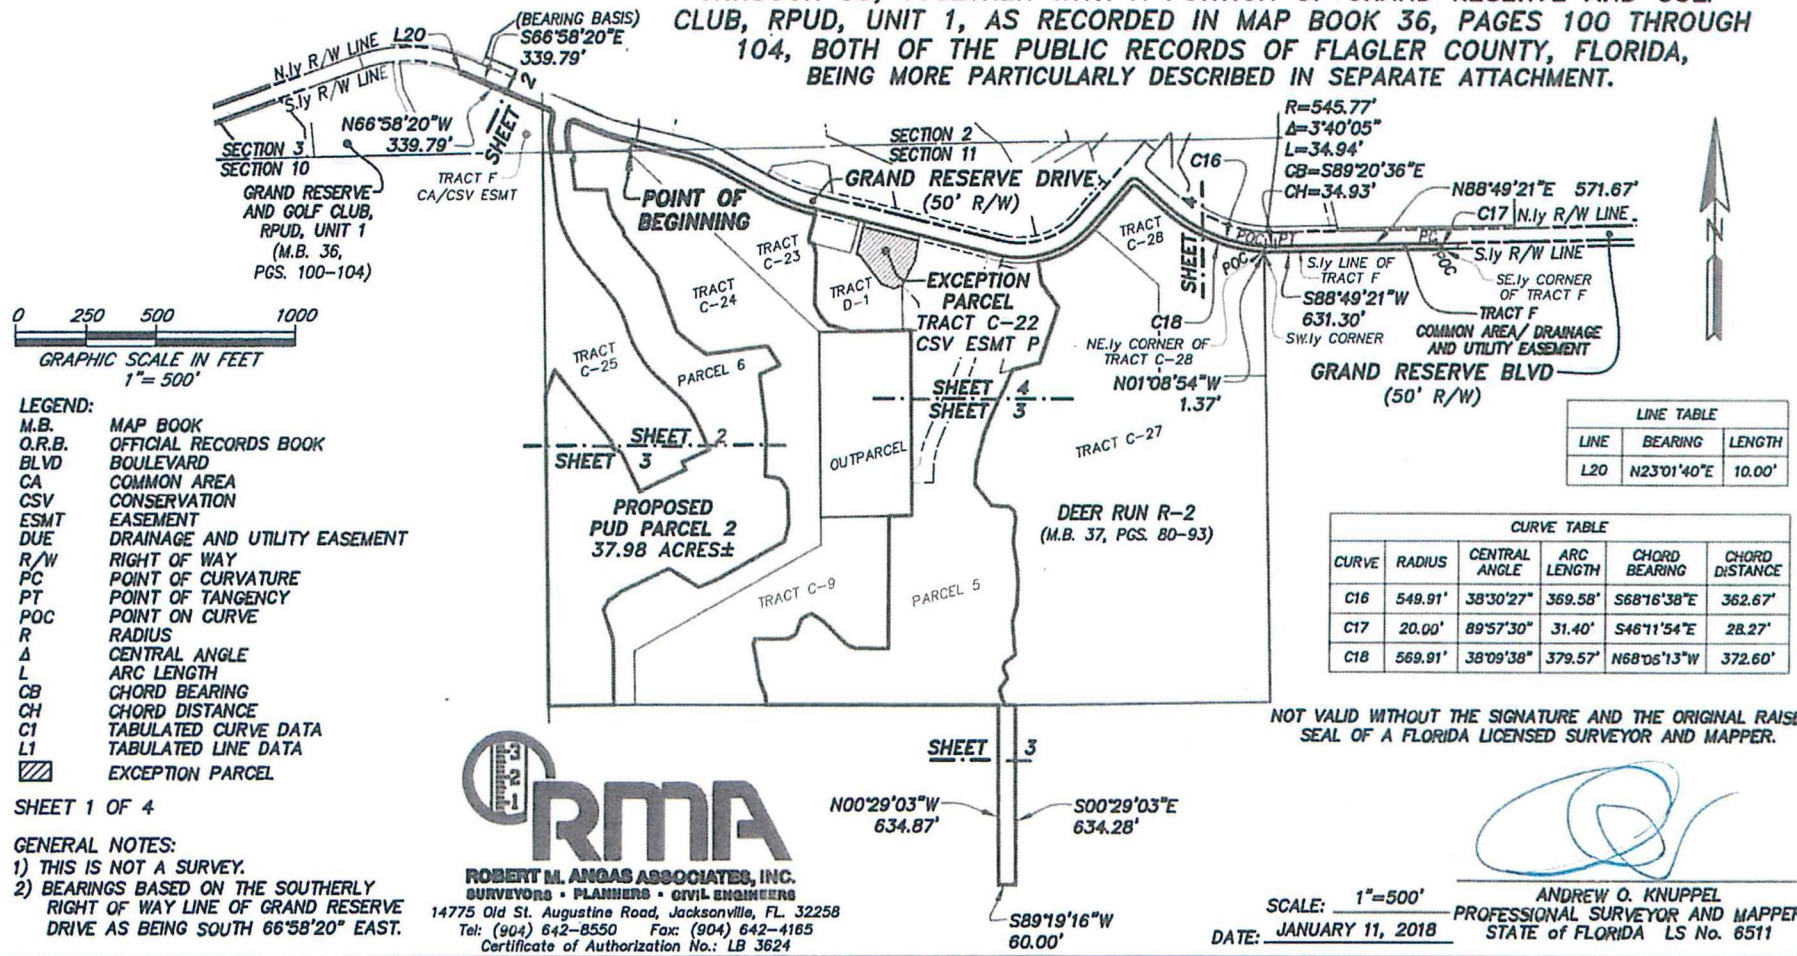 CLUB, RPUD, UNIT 1, AS RECORDED IN MAP BOOK 36, PAGES 100 THROUGH
104, BOTH OF THE PUBLIC RECORDS OF FLAGLER COUNTY, FLORIDA,
BEING MORE PARTICULARLY DESCRIBED IN SEPARATE ATTACHMENT.
(BEARING BASIS)
S66°58'20"E
339.79'
L20
N.ly R/W LINE
S.ly R/W LINE
N66°58'20"W
339.79'
SHEET 2
SECTION 3
SECTION 10
TRACT F
CA/CSV ESMT
GRAND RESERVE
AND GOLF CLUB,
RPUD, UNIT 1
(M.B. 36,
PGS. 100-104)
SECTION 2
SECTION 11
GRAND RESERVE DRIVE
(50' R/W)
POINT OF
BEGINNING
R=545.77'
Δ=3°40'05"
L=34.94'
CB=S89°20'36"E
CH=34.93'
C16
N88°49'21"E 571.67'
C17
N.ly R/W LINE
S.ly R/W LINE
POC
PT
PC
POC
POC
SHEET 4
S.ly LINE OF
TRACT F
SE.ly CORNER
OF TRACT F
S88°49'21"W
631.30'
TRACT F
COMMON AREA/ DRAINAGE
AND UTILITY EASEMENT
SW.ly CORNER
GRAND RESERVE BLVD
(50' R/W)
C18
NE.ly CORNER OF
TRACT C-28
N01°08'54"W
1.37'
TRACT
C-28
TRACT
C-23
TRACT
C-24
TRACT
D-1
EXCEPTION
PARCEL
TRACT C-22
CSV ESMT P
TRACT
C-25
PARCEL 6
SHEET 4
SHEET 3
TRACT C-27
SHEET 2
SHEET 3
OUTPARCEL
PROPOSED
PUD PARCEL 2
37.98 ACRES±
DEER RUN R-2
(M.B. 37, PGS. 80-93)
TRACT C-9
PARCEL 5
SHEET 3
N00°29'03"W
634.87'
S00°29'03"E
634.28'
S89°19'16"W
60.00'
N
0 250 500 1000
GRAPHIC SCALE IN FEET
1"= 500'
LEGEND:
M.B. MAP BOOK
O.R.B. OFFICIAL RECORDS BOOK
BLVD BOULEVARD
CA COMMON AREA
CSV CONSERVATION
ESMT EASEMENT
DUE DRAINAGE AND UTILITY EASEMENT
R/W RIGHT OF WAY
PC POINT OF CURVATURE
PT POINT OF TANGENCY
POC POINT ON CURVE
R RADIUS
Δ CENTRAL ANGLE
L ARC LENGTH
CB CHORD BEARING
CH CHORD DISTANCE
C1 TABULATED CURVE DATA
L1 TABULATED LINE DATA
EXCEPTION PARCEL
SHEET 1 OF 4
GENERAL NOTES:
1) THIS IS NOT A SURVEY.
2) BEARINGS BASED ON THE SOUTHERLY
RIGHT OF WAY LINE OF GRAND RESERVE
DRIVE AS BEING SOUTH 66°58'20" EAST.
LINE TABLE
LINE BEARING LENGTH
L20 N23°01'40"E 10.00'
CURVE TABLE
CURVE RADIUS CENTRAL ANGLE ARC LENGTH CHORD BEARING CHORD DISTANCE
C16 549.91' 38°30'27" 369.58' S68°16'38"E 362.67'
C17 20.00' 89°57'30" 31.40' S46°11'54"E 28.27'
C18 569.91' 38°09'38" 379.57' N68°06'13"W 372.60'
NOT VALID WITHOUT THE SIGNATURE AND THE ORIGINAL RAISE
SEAL OF A FLORIDA LICENSED SURVEYOR AND MAPPER.
3
2
1
RMA
ROBERT M. ANGAS ASSOCIATES, INC.
SURVEYORS • PLANNERS • CIVIL ENGINEERS
14775 Old St. Augustine Road, Jacksonville, FL. 32258
Tel: (904) 642-8550 Fax: (904) 642-4165
Certificate of Authorization No.: LB 3624
SCALE: 1"=500'
DATE: JANUARY 11, 2018
ANDREW O. KNUPPEL
PROFESSIONAL SURVEYOR AND MAPPER
STATE of FLORIDA LS No. 6511